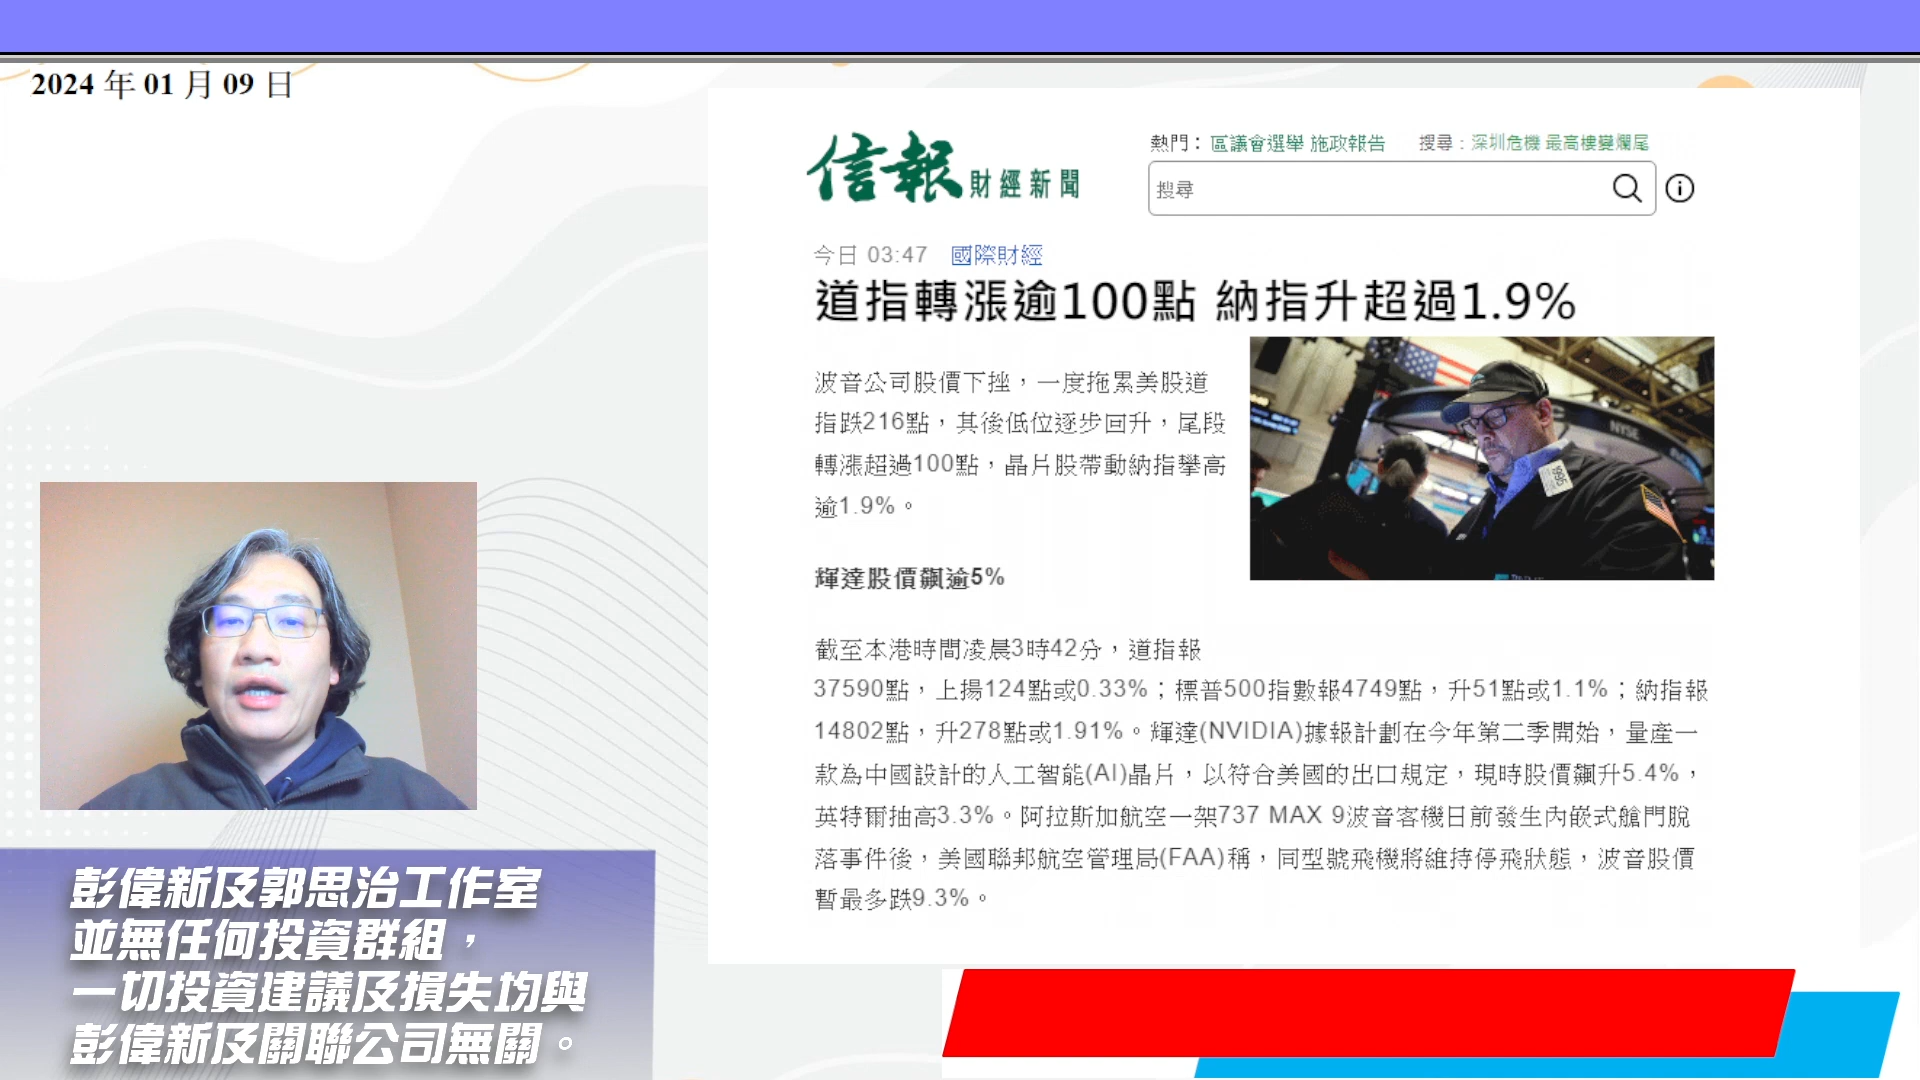 2024 年 01 月 09 日
信報 財經新聞
熱門： 區議會選舉 施政報告 搜尋 : 深圳危機 最高樓變爛尾
搜尋
今日 03:47 國際財經
道指轉漲逾100點 納指升超過1.9%
波音公司股價下挫，一度拖累美股道
指跌216點，其後低位逐步回升，尾段
轉漲超過100點，晶片股帶動納指攀高
逾1.9%。
NYSE
輝達股價飆逾5%
截至本港時間凌晨3時42分，道指報
37590點，上揚124點或0.33%；標普500指數報4749點，升51點或1.1%；納指報
14802點，升278點或1.91%。輝達(NVIDIA)據報計劃在今年第二季開始，量產一
款為中國設計的人工智能(AI)晶片，以符合美國的出口規定，現時股價飆升5.4%，
英特爾抽高3.3%。阿拉斯加航空一架737 MAX 9波音客機日前發生內嵌式艙門脫
落事件後，美國聯邦航空管理局(FAA)稱，同型號飛機將維持停飛狀態，波音股價
暫最多跌9.3%。
彭偉新及郭思治工作室
並無任何投資群組，
一切投資建議及損失均與
彭偉新及關聯公司無關。